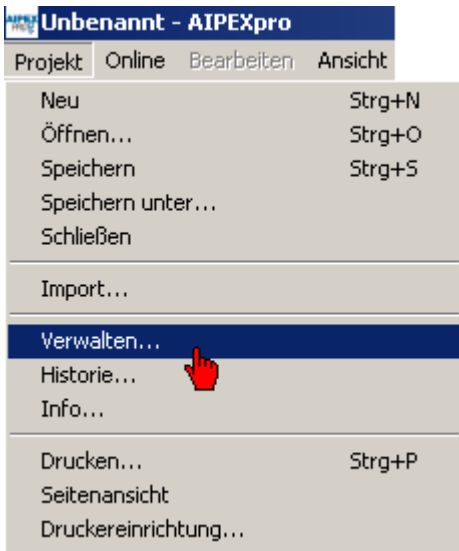 Unbenannt - AIPEXpro
Projekt Online Bearbeiten Ansicht
Neu Strg+N
Öffnen... Strg+O
Speichern Strg+S
Speichern unter...
Schließen
Import...
Verwalten...
Historie...
Info...
Drucken... Strg+P
Seitenansicht
Druckereinrichtung...